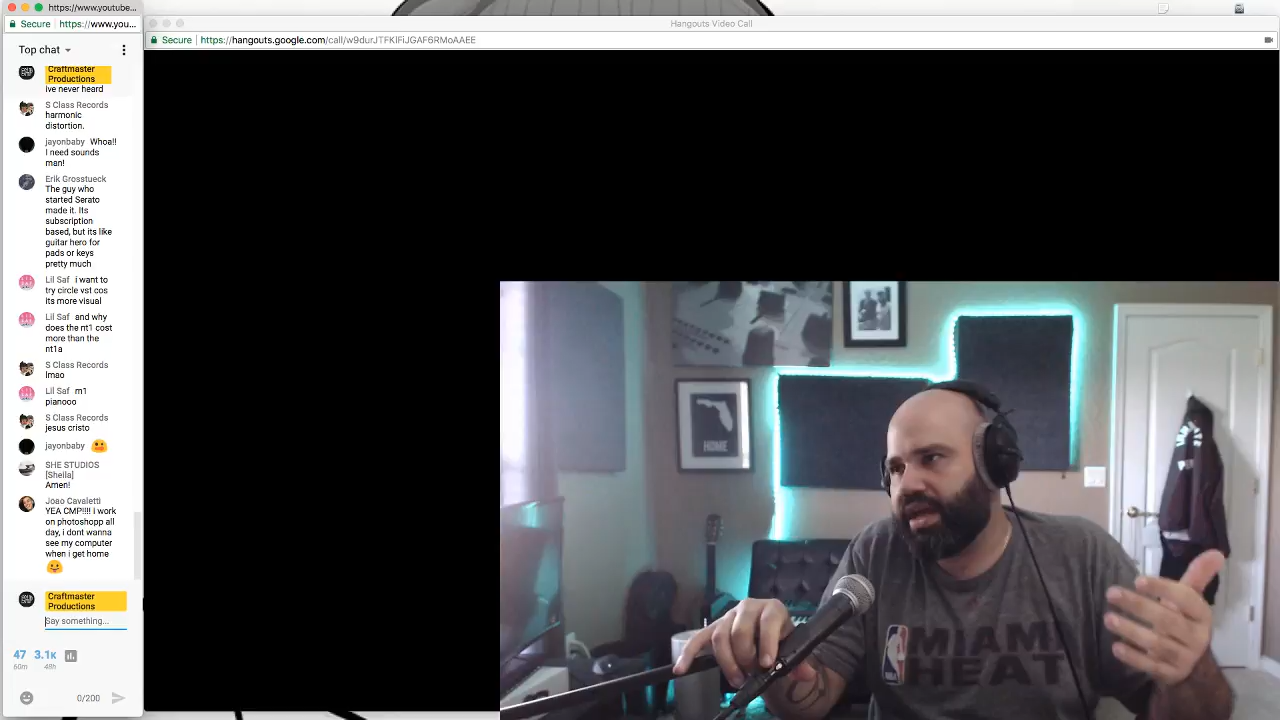 https://www.youtube...
Secure
https://www.you...
Top chat
Craftmaster
Productions
ive never heard
S Class Records
harmonic
distortion.
jayonbaby Whoa!!
I need sounds
man!
Erik Grosstueck
The guy who
started Serato
made it. Its
subscription
based, but its like
guitar hero for
pads or keys
pretty much
Lil Saf i want to
try circle vst cos
its more visual
Lil Saf and why
does the nt1 cost
more than the
nt1a
S Class Records
lmao
Lil Saf m1
pianooo
S Class Records
jesus cristo
jayonbaby
SHE STUDIOS
[Sheila]
Amen!
Joao Cavaletti
YEA CMP!!!! i work
on photoshopp all
day, i dont wanna
see my computer
when i get home
Craftmaster
Productions
Say something...
47 3.1K
60m 48h
0/200
Hangouts Video Call
Secure https://hangouts.google.com/call/w9durJTFKIFiJGAF6RMoAAEE
HOME
NBA
MIAMI
HEAT